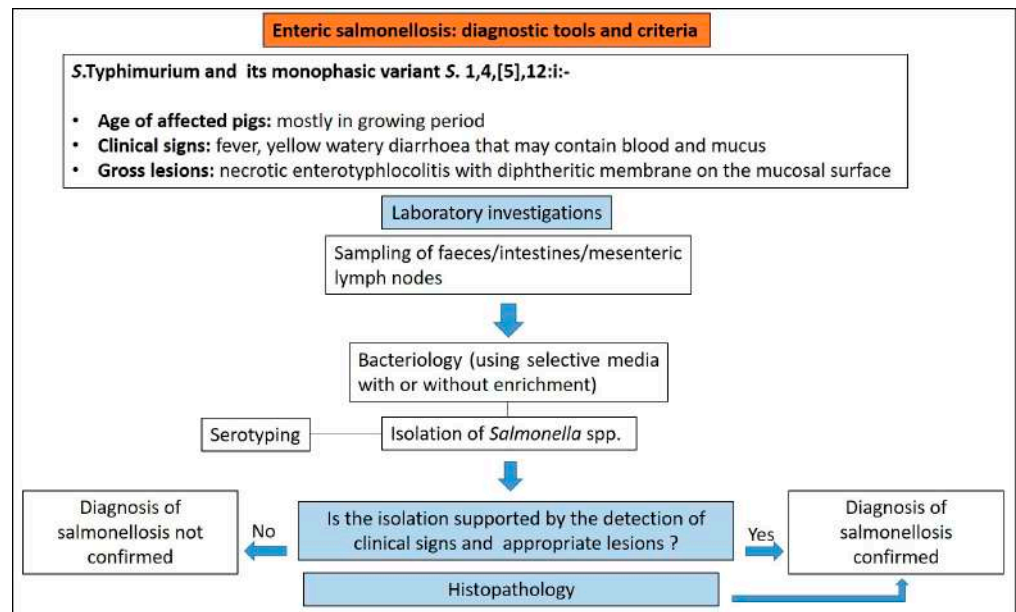 Enteric salmonellosis: diagnostic tools and criteria
S.Typhimurium and its monophasic variant S. 1,4,[5],12:i:-
• Age of affected pigs: mostly in growing period
• Clinical signs: fever, yellow watery diarrhoea that may contain blood and mucus
• Gross lesions: necrotic enterotyphlocolitis with diphtheritic membrane on the mucosal surface
Laboratory investigations
Sampling of faeces/intestines/mesenteric
lymph nodes
Bacteriology (using selective media
with or without enrichment)
Serotyping
Isolation of Salmonella spp.
Diagnosis of
salmonellosis not
confirmed
No
Is the isolation supported by the detection of
clinical signs and appropriate lesions ?
Yes
Diagnosis of
salmonellosis
confirmed
Histopathology